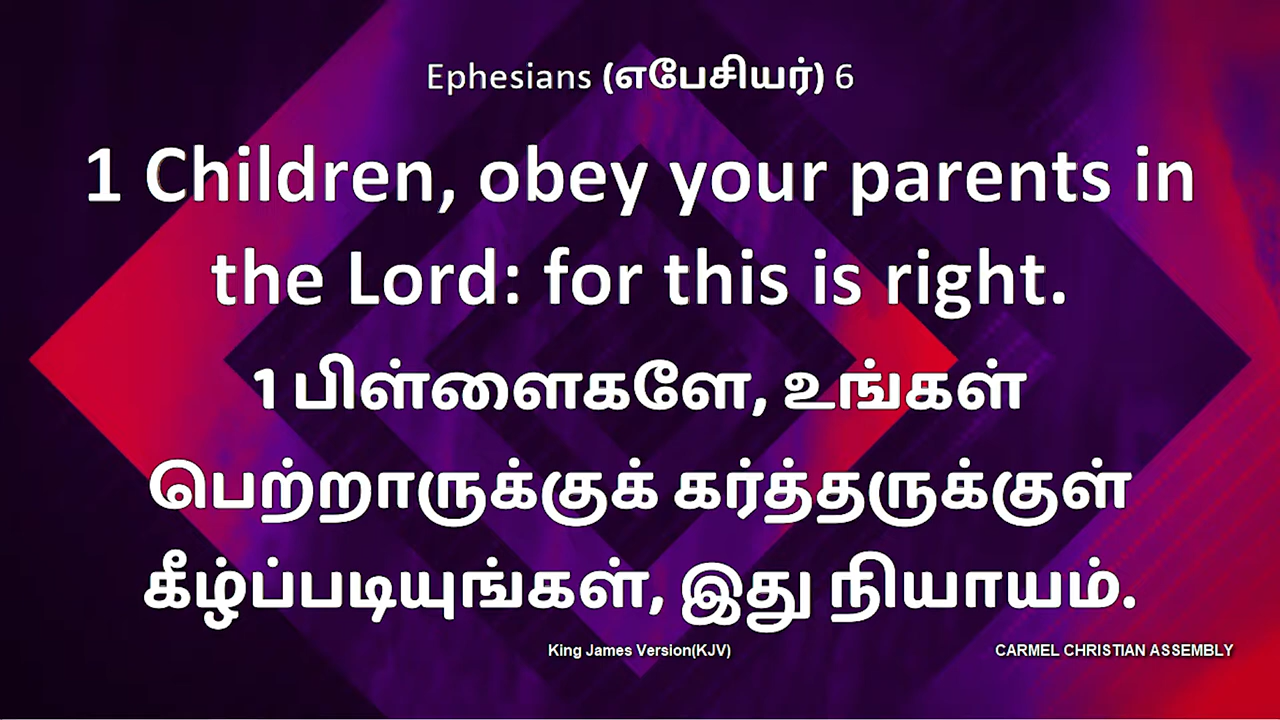 Ephesians (எபேசியர்) 6
1 Children, obey your parents in
the Lord: for this is right.
1 பிள்ளைகளே, உங்கள்
பெற்றாருக்குக் கர்த்தருக்குள்
கீழ்ப்படியுங்கள், இது நியாயம்.
King James Version(KJV)
CARMEL CHRISTIAN ASSEMBLY